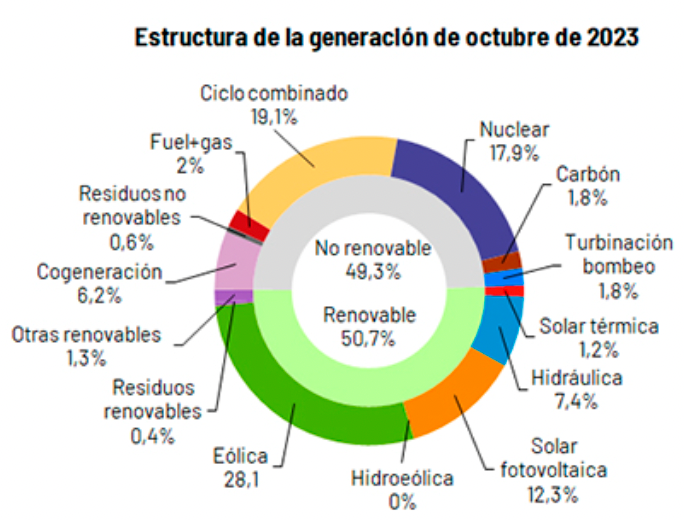 Estructura de la generación de octubre de 2023
Ciclo combinado
19,1%
Nuclear
17,9%
Fuel+gas
2%
Carbón
1,8%
Residuos no
renovables
0,6%
Turbinación
bombeo
1,8%
No renovable
49,3%
Cogeneración
6,2%
Renovable
50,7%
Solar térmica
1,2%
Otras renovables
1,3%
Hidráulica
7,4%
Residuos
renovables
0,4%
Eólica
28,1
Hidroeólica
0%
Solar
fotovoltaica
12,3%